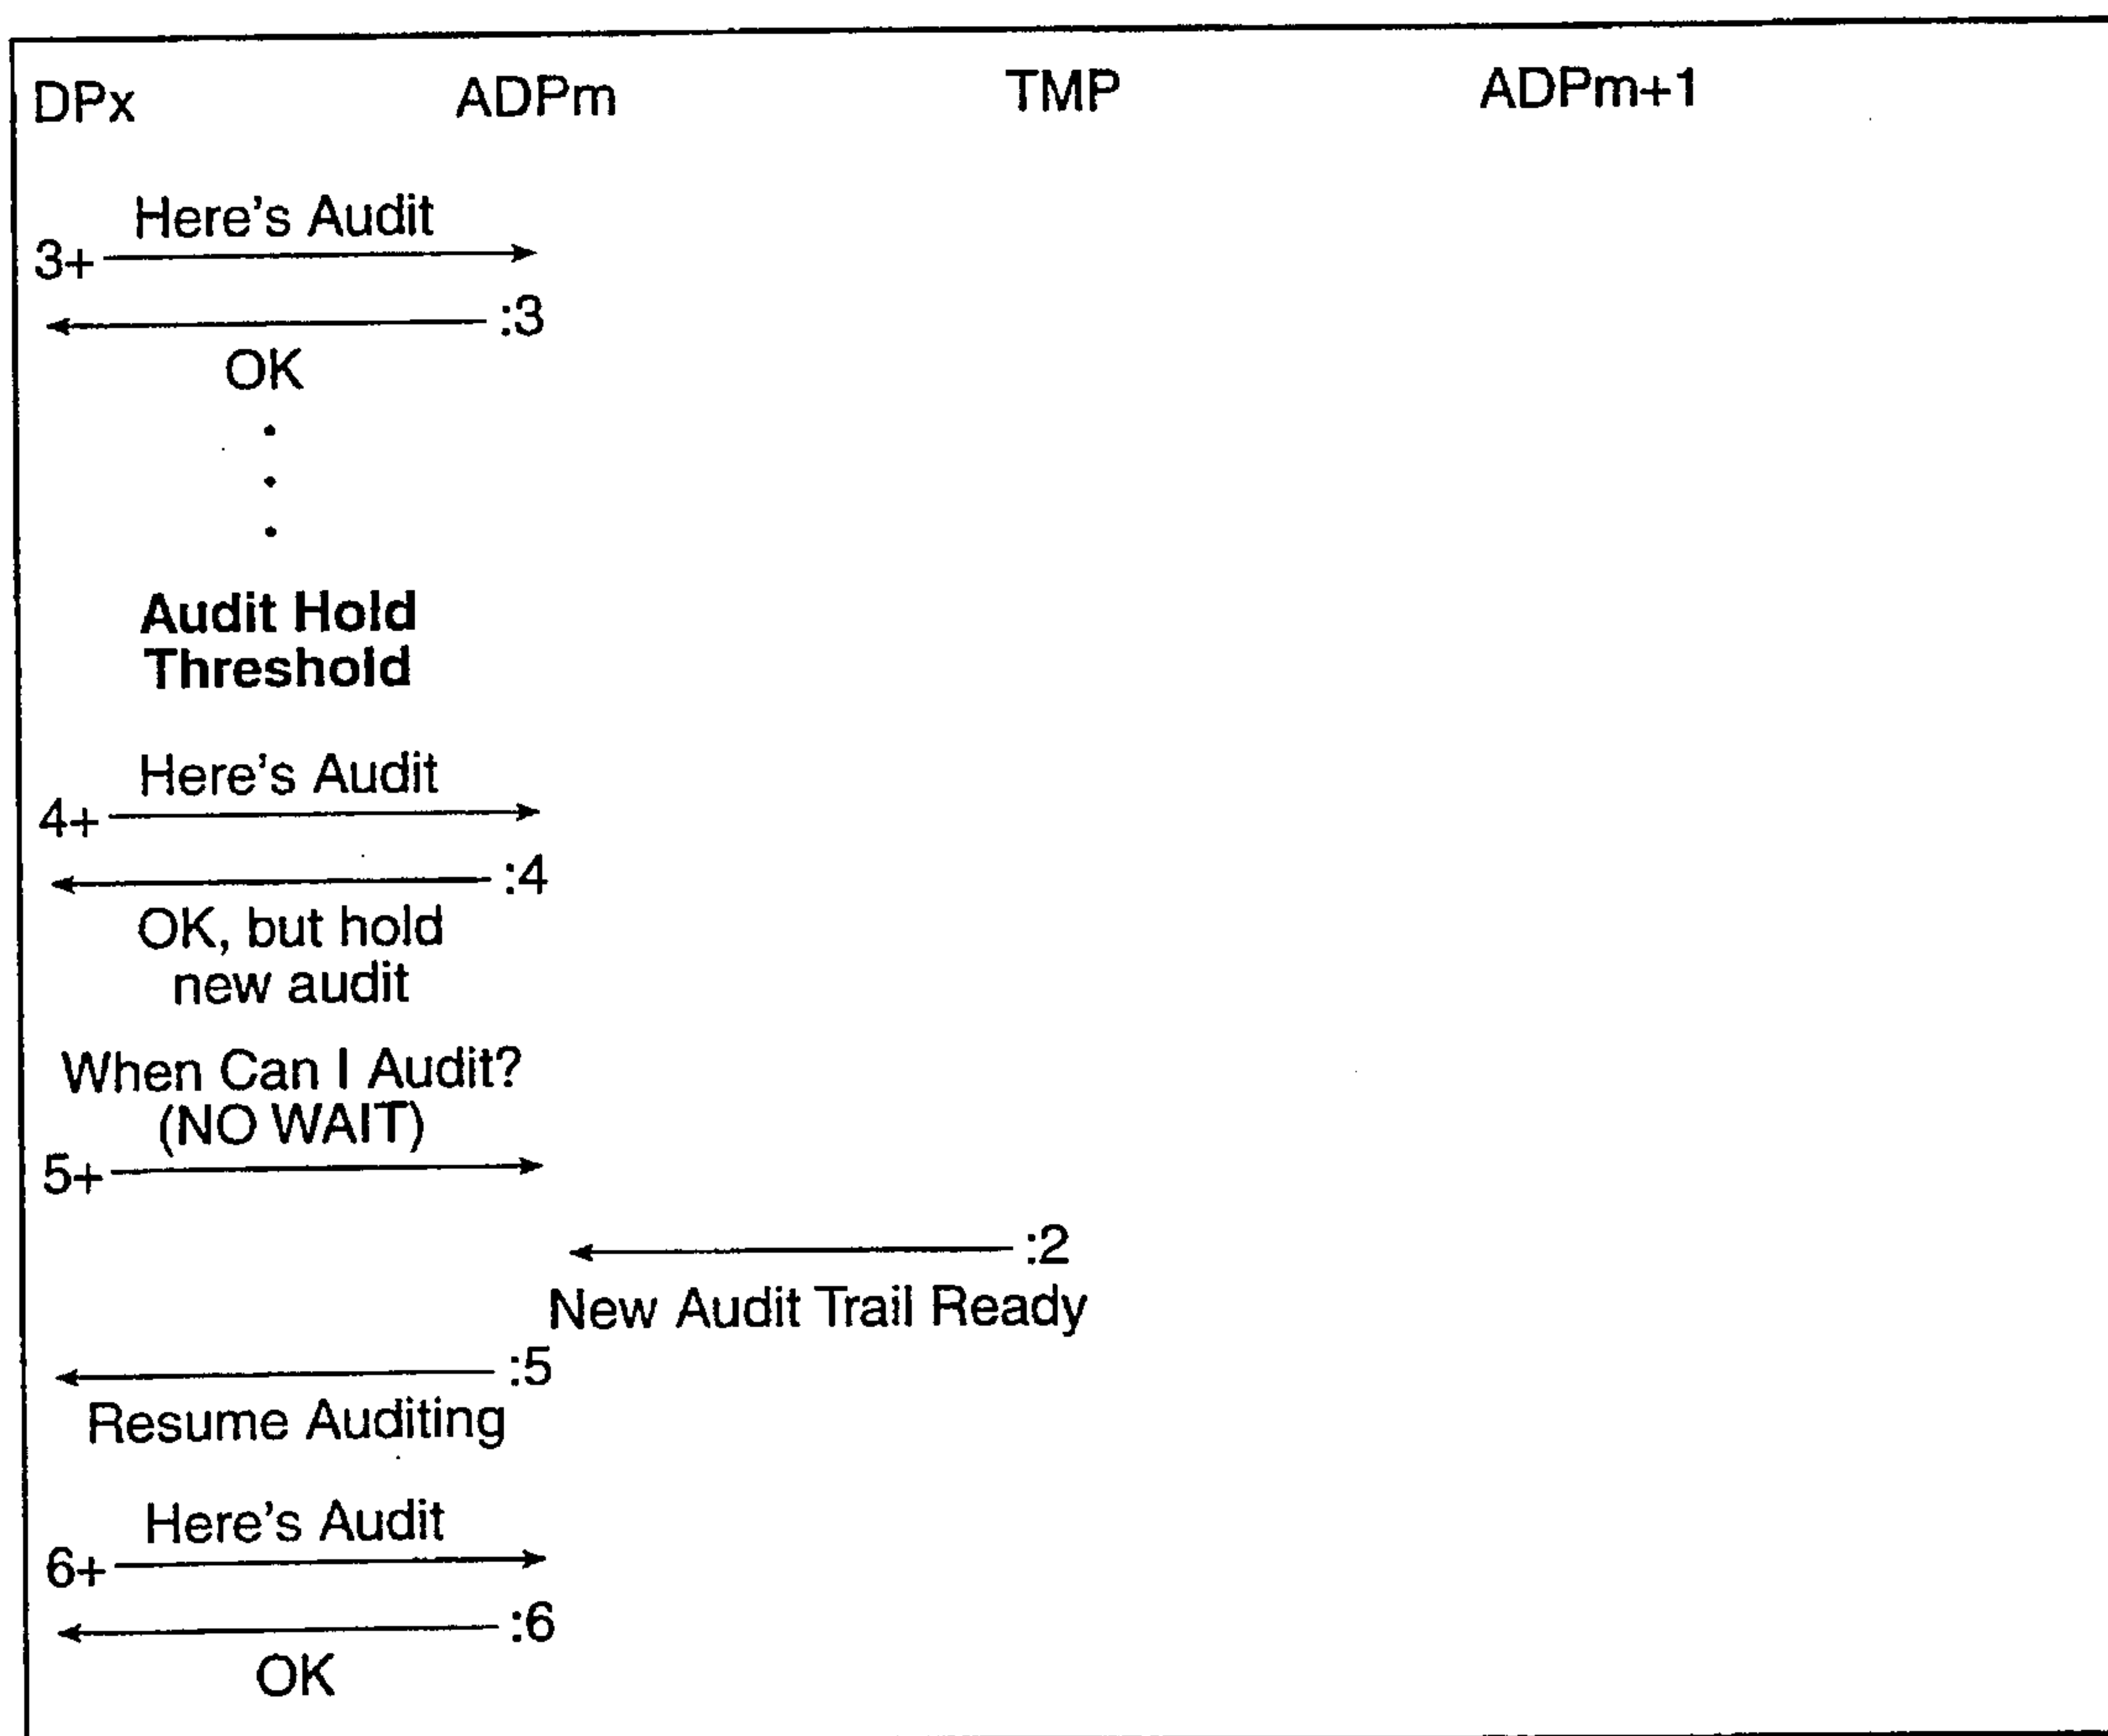 DPx ADPm TMP ADPm+1
Here's Audit
3+
:3
OK
Audit Hold
Threshold
Here's Audit
4+
:4
OK, but hold
new audit
When Can I Audit?
(NO WAIT)
5+
:2
New Audit Trail Ready
:5
Resume Auditing
Here's Audit
6+
:6
OK